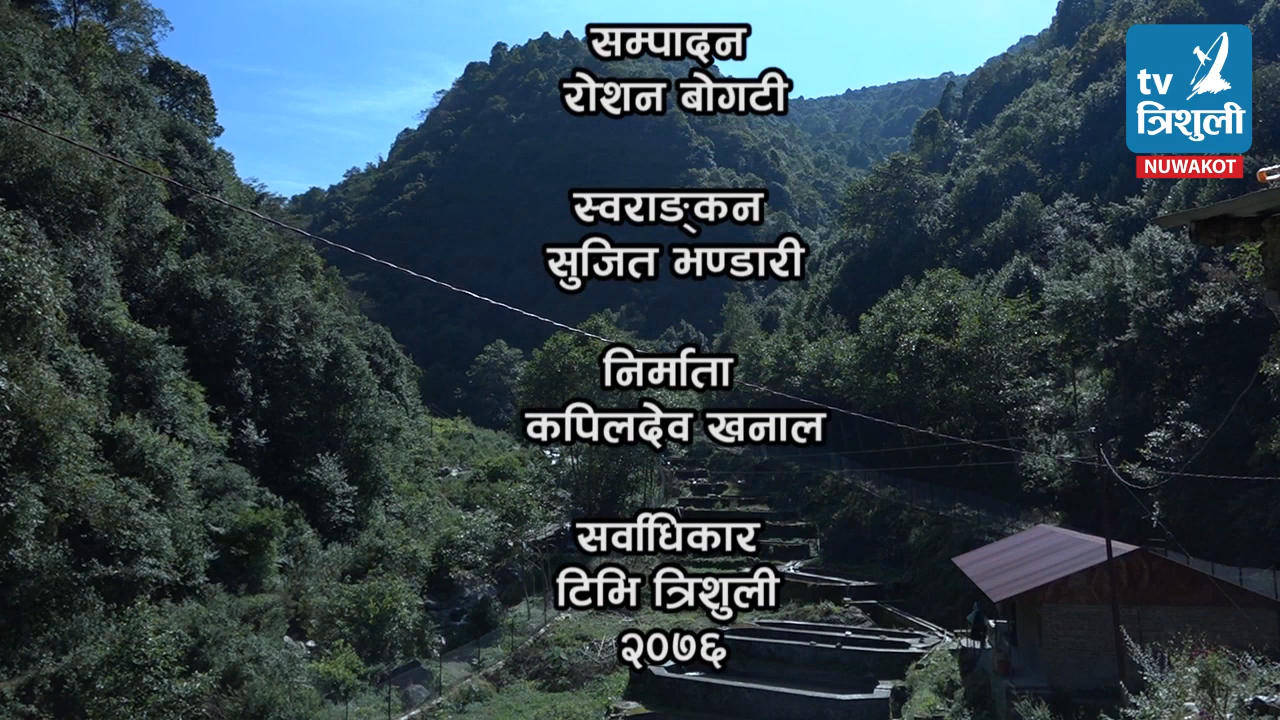 सम्पादन
रोशन बोगटी
tv
त्रिशुली
NUWAKOT
स्वराङ्कन
सुजित भण्डारी
निर्माता
कपिलदेव खनाल
सर्वाधिकार
टिभि त्रिशुली
२०७६